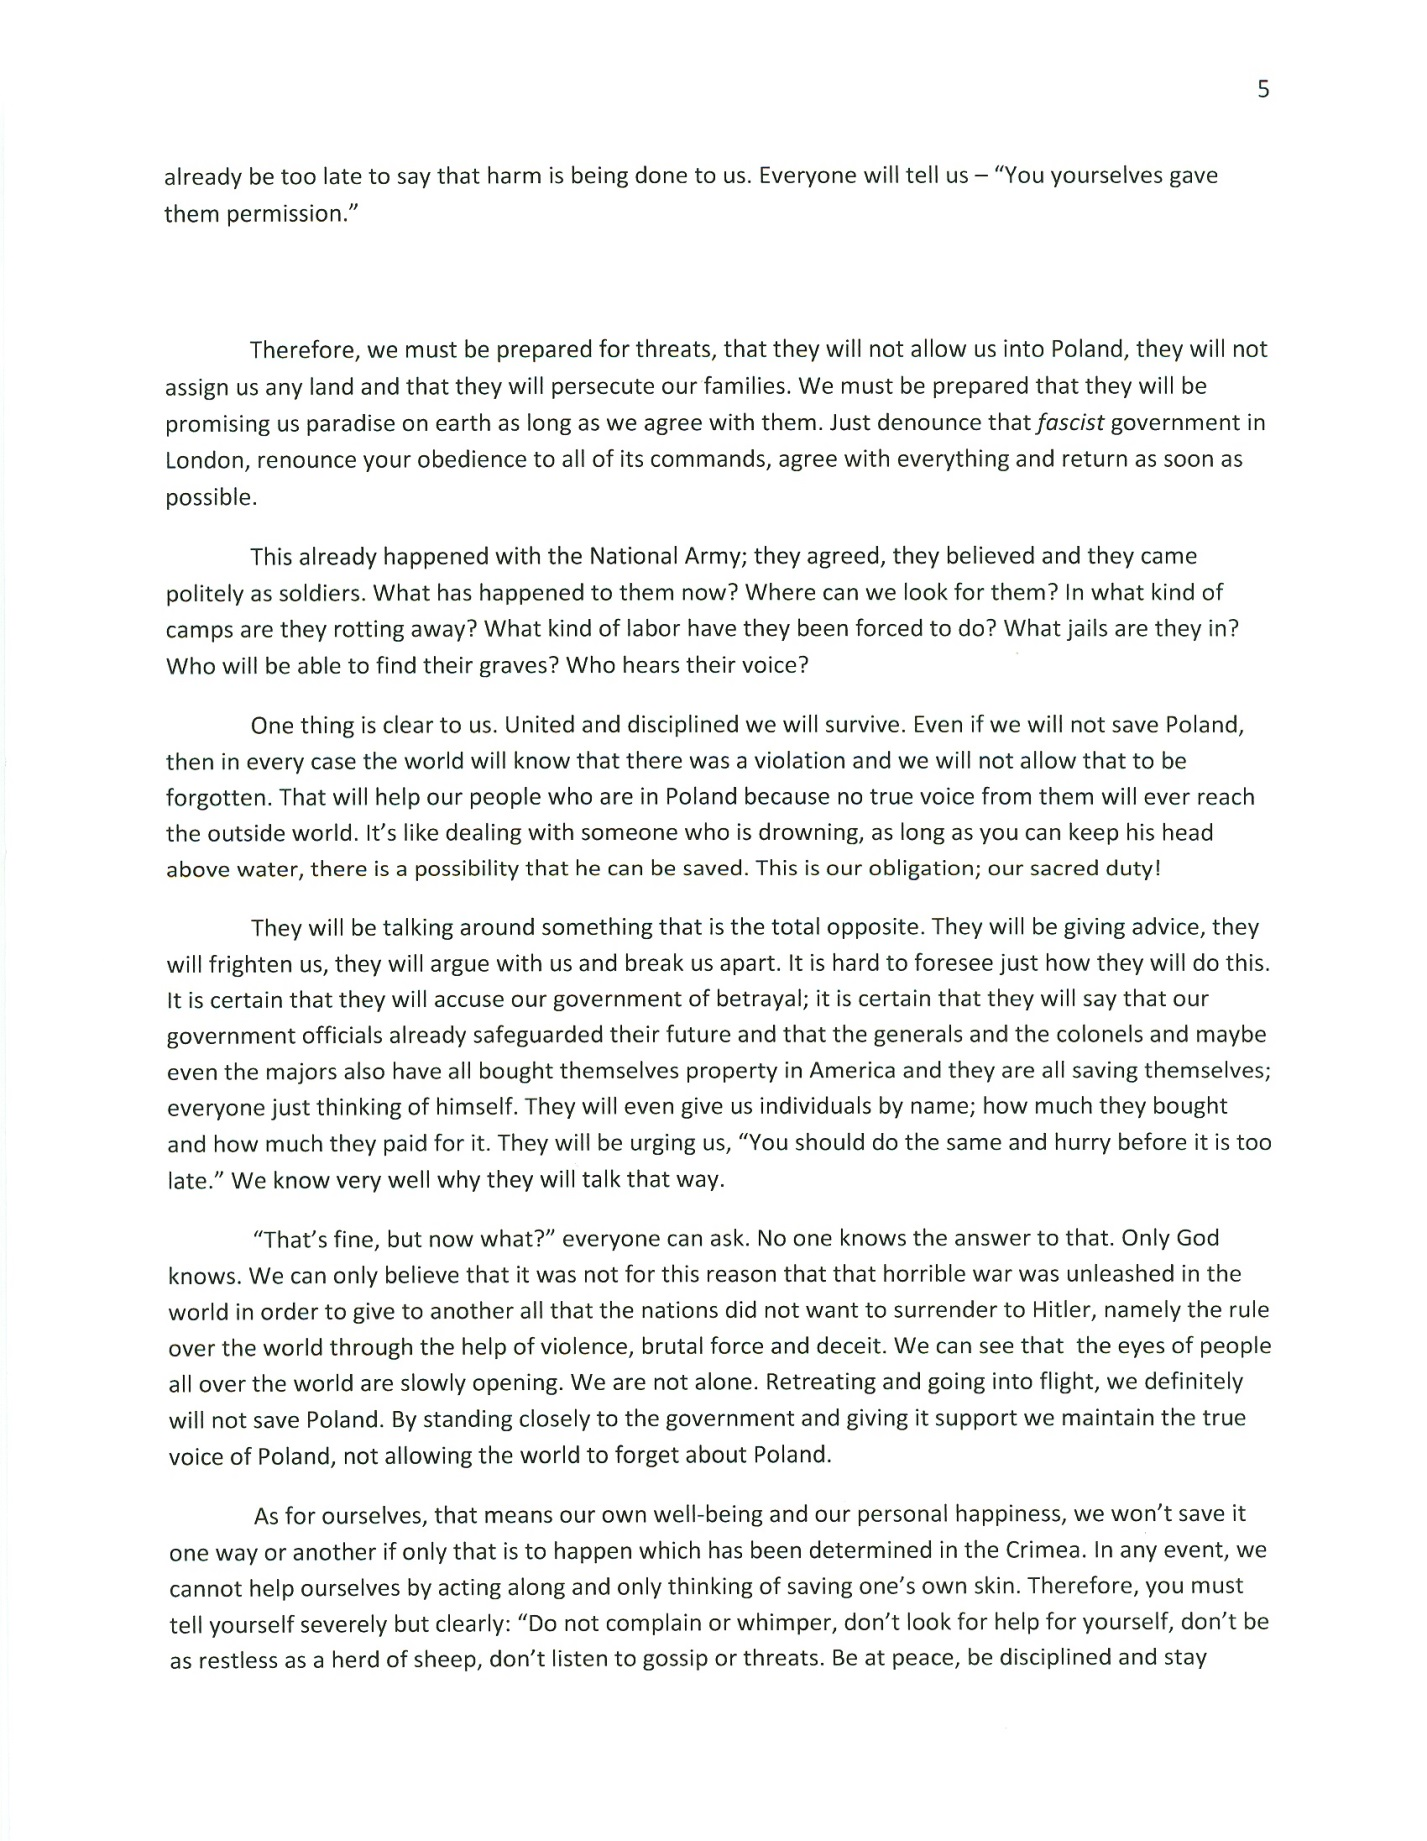 5
already be too late to say that harm is being done to us. Everyone will tell us – “You yourselves gave
them permission.”
Therefore, we must be prepared for threats, that they will not allow us into Poland, they will not
assign us any land and that they will persecute our families. We must be prepared that they will be
promising us paradise on earth as long as we agree with them. Just denounce that fascist government in
London, renounce your obedience to all of its commands, agree with everything and return as soon as
possible.
This already happened with the National Army; they agreed, they believed and they came
politely as soldiers. What has happened to them now? Where can we look for them? In what kind of
camps are they rotting away? What kind of labor have they been forced to do? What jails are they in?
Who will be able to find their graves? Who hears their voice?
One thing is clear to us. United and disciplined we will survive. Even if we will not save Poland,
then in every case the world will know that there was a violation and we will not allow that to be
forgotten. That will help our people who are in Poland because no true voice from them will ever reach
the outside world. It’s like dealing with someone who is drowning, as long as you can keep his head
above water, there is a possibility that he can be saved. This is our obligation; our sacred duty!
They will be talking around something that is the total opposite. They will be giving advice, they
will frighten us, they will argue with us and break us apart. It is hard to foresee just how they will do this.
It is certain that they will accuse our government of betrayal; it is certain that they will say that our
government officials already safeguarded their future and that the generals and the colonels and maybe
even the majors also have all bought themselves property in America and they are all saving themselves;
everyone just thinking of himself. They will even give us individuals by name; how much they bought
and how much they paid for it. They will be urging us, “You should do the same and hurry before it is too
late.” We know very well why they will talk that way.
“That’s fine, but now what?” everyone can ask. No one knows the answer to that. Only God
knows. We can only believe that it was not for this reason that that horrible war was unleashed in the
world in order to give to another all that the nations did not want to surrender to Hitler, namely the rule
over the world through the help of violence, brutal force and deceit. We can see that  the eyes of people
all over the world are slowly opening. We are not alone. Retreating and going into flight, we definitely
will not save Poland. By standing closely to the government and giving it support we maintain the true
voice of Poland, not allowing the world to forget about Poland.
As for ourselves, that means our own well-being and our personal happiness, we won’t save it
one way or another if only that is to happen which has been determined in the Crimea. In any event, we
cannot help ourselves by acting along and only thinking of saving one’s own skin. Therefore, you must
tell yourself severely but clearly: “Do not complain or whimper, don’t look for help for yourself, don’t be
as restless as a herd of sheep, don’t listen to gossip or threats. Be at peace, be disciplined and stay